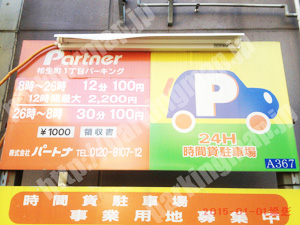 Partner
相生町1丁目パーキング
8時～26時 12分 100円
12時間最大 2,200円
26時～8時 30分 100円
¥1000 領収書
株式会社 パートナ TEL 0120-8107-12
P
24H
時間貸駐車場
A367
時間貸駐車場
事業用地募集中